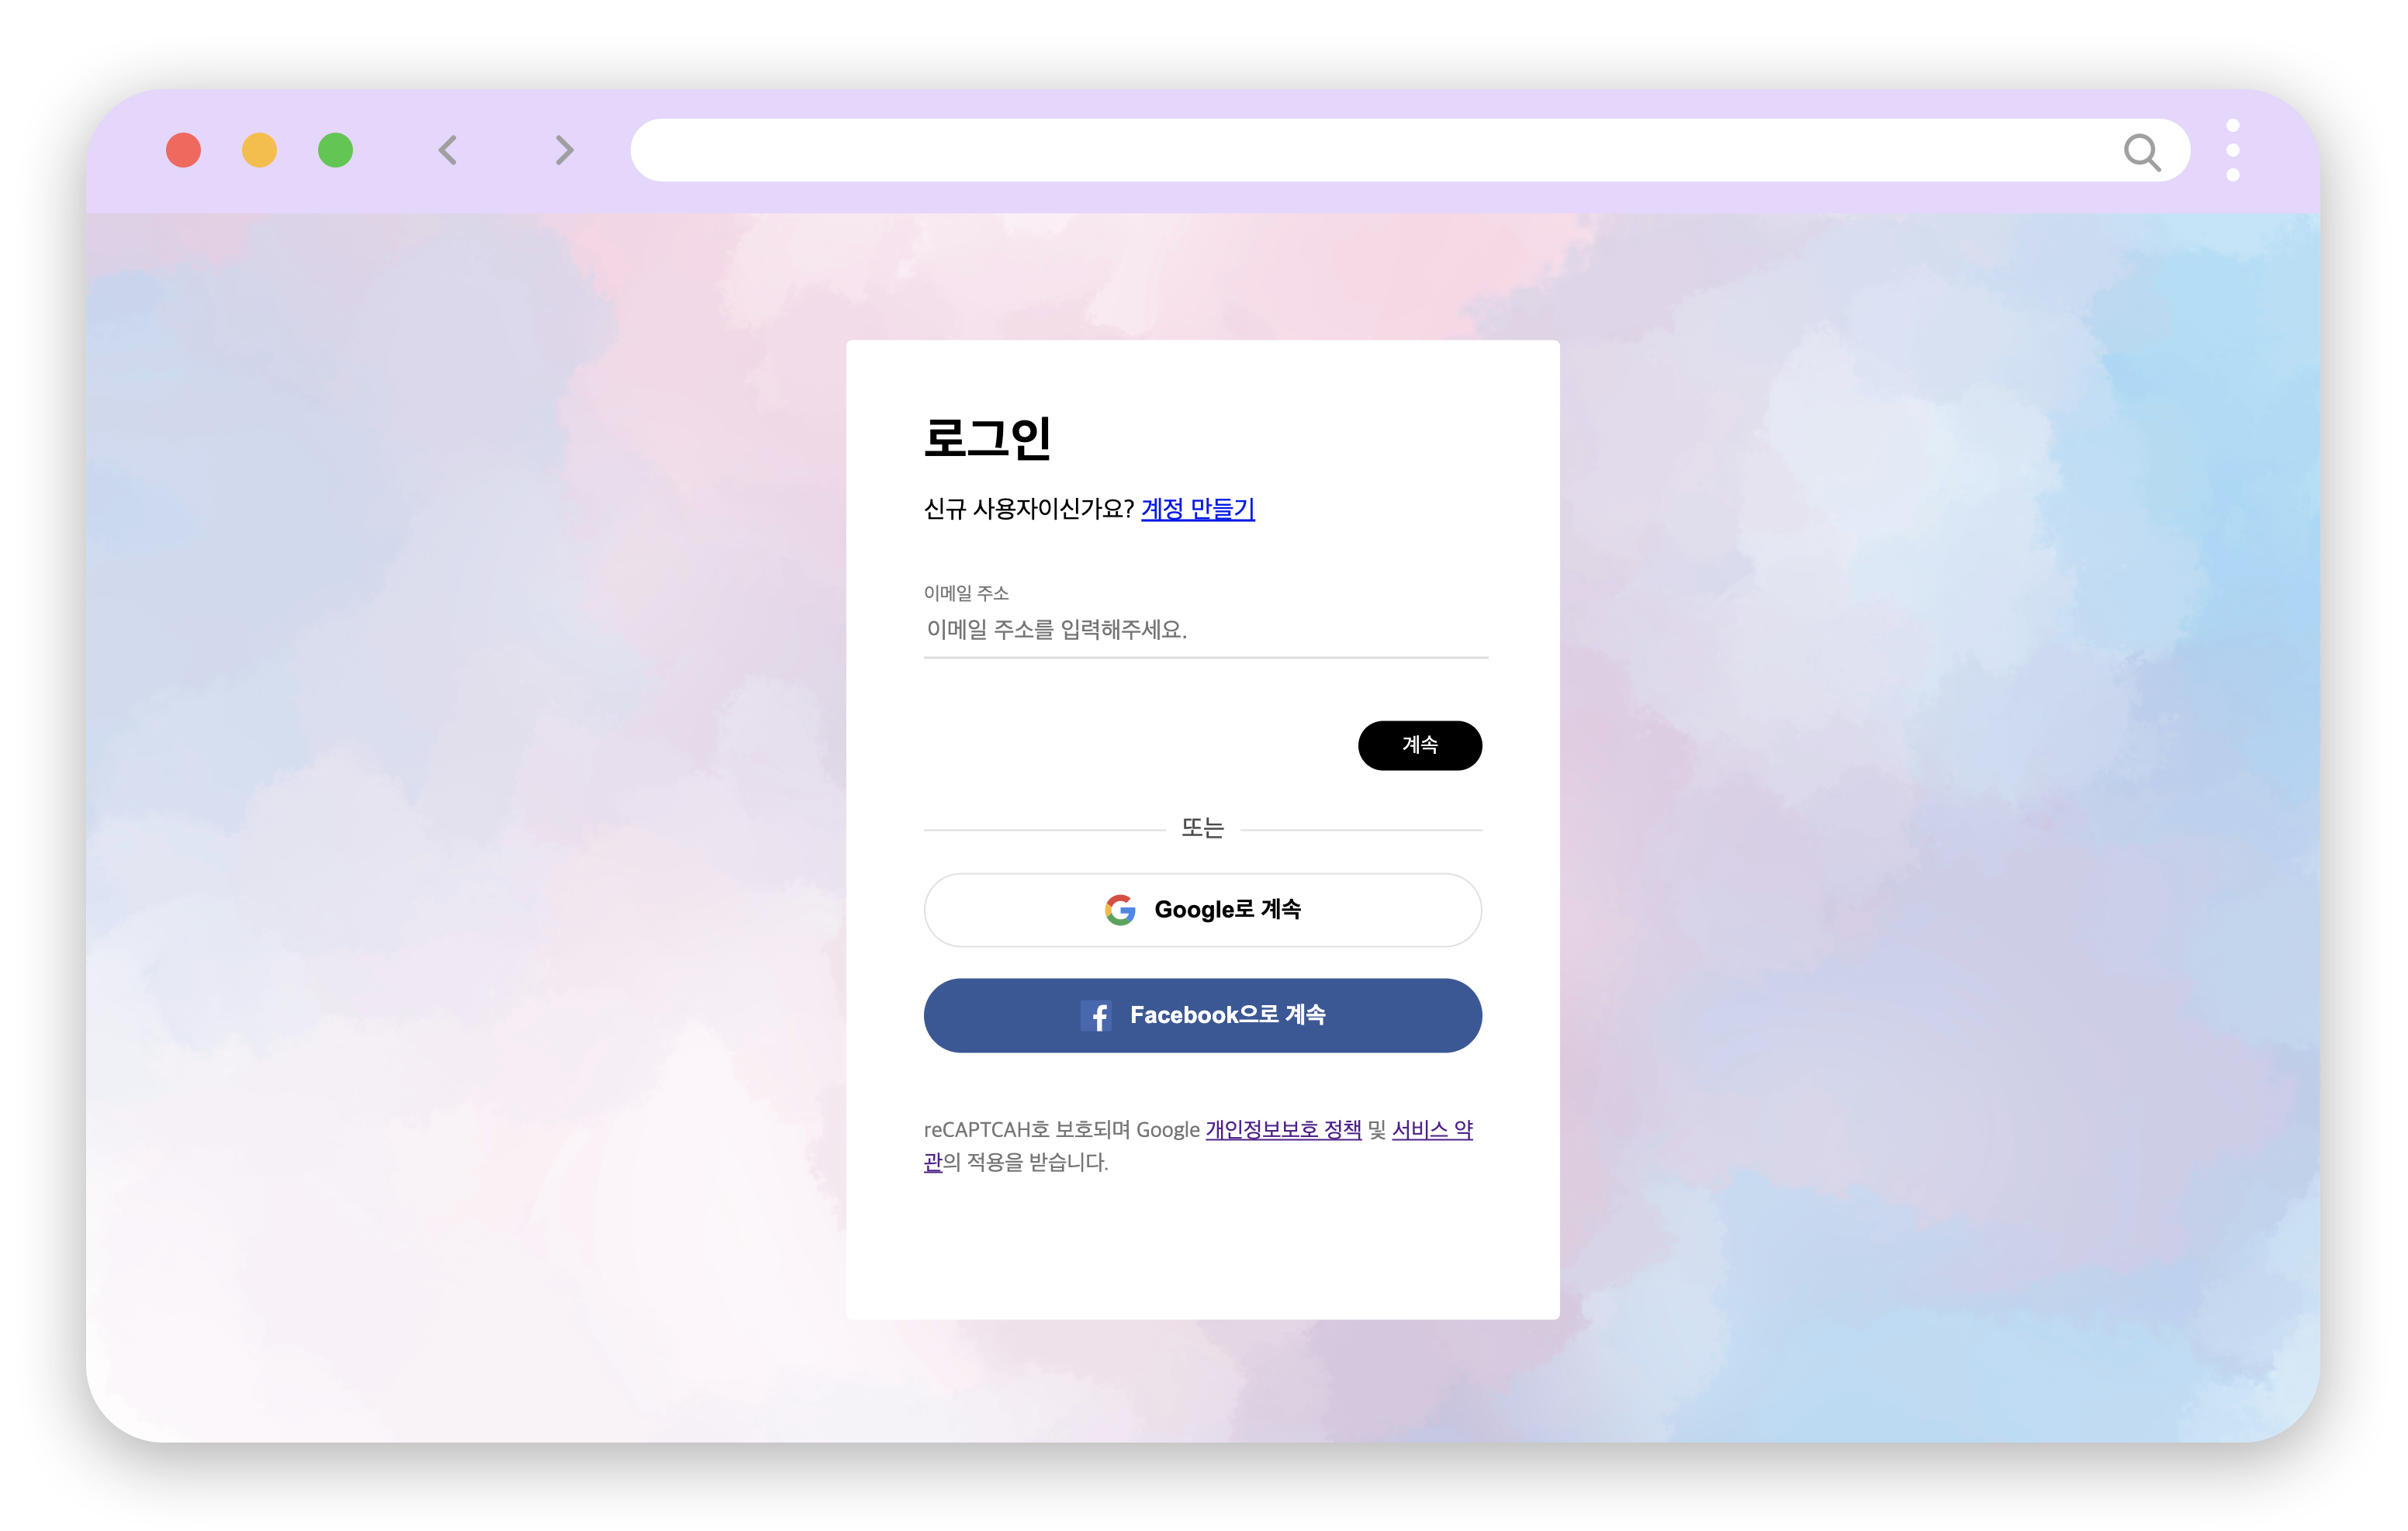 로그인
신규 사용자이신가요? 계정 만들기
이메일 주소
이메일 주소를 입력해주세요.
계속
또는
Google로 계속
Facebook으로 계속
reCAPTCAH호 보호되며 Google 개인정보보호 정책 및 서비스 약
관의 적용을 받습니다.